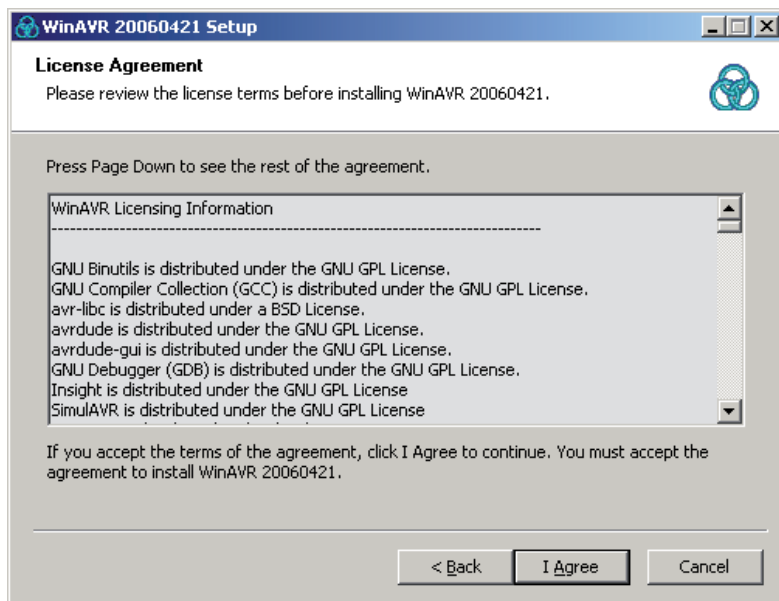 WinAVR 20060421 Setup
License Agreement
Please review the license terms before installing WinAVR 20060421.
Press Page Down to see the rest of the agreement.
WinAVR Licensing Information
--------------------------------------------------------------------------------
GNU Binutils is distributed under the GNU GPL License.
GNU Compiler Collection (GCC) is distributed under the GNU GPL License.
avr-libc is distributed under a BSD License.
avrdude is distributed under the GNU GPL License.
avrdude-gui is distributed under the GNU GPL License.
GNU Debugger (GDB) is distributed under the GNU GPL License.
Insight is distributed under the GNU GPL License
SimulAVR is distributed under the GNU GPL License
If you accept the terms of the agreement, click I Agree to continue. You must accept the
agreement to install WinAVR 20060421.
< Back I Agree Cancel